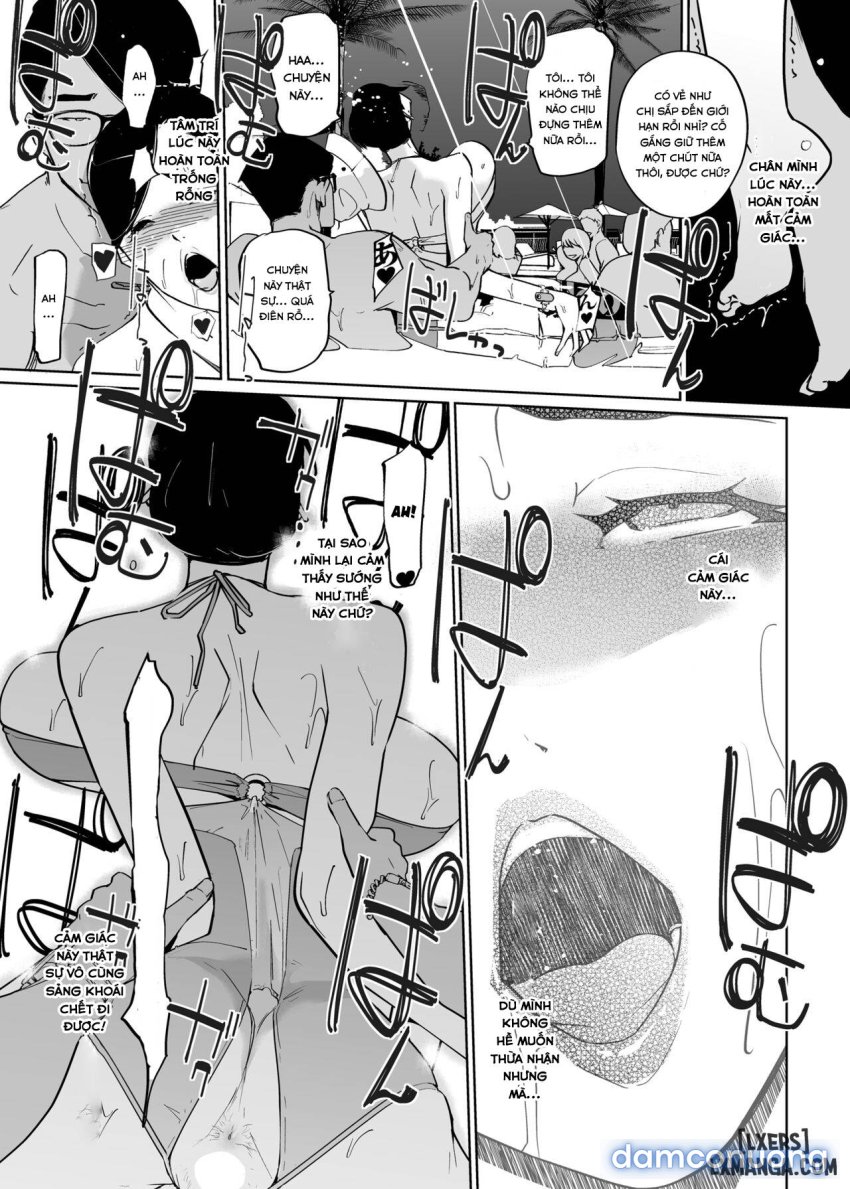 CÓ VẺ NHƯ
CHỊ SẮP ĐẾN GIỚI
HẠN RỒI NHỈ? CỐ
GẮNG GIỮ THÊM
MỘT CHÚT NỮA
THÔI, ĐƯỢC CHỨ?
CHÂN MÌNH
LÚC NÀY...
HOÀN TOÀN
MẤT CẢM
GIÁC...
TÔI... TÔI
KHÔNG THỂ
NÀO CHỊU
ĐỰNG THÊM
NỮA RỒI...
HAA...
CHUYỆN
NÀY...
CHUYỆN
NÀY THẬT
SỰ... QUÁ
ĐIÊN RỒ...
AH
...
TÂM TRÍ
LÚC NÀY
HOÀN TOÀN
TRỐNG
RỖNG
AH
...
CÁI
CẢM GIÁC
NÀY...
DÙ MÌNH
KHÔNG
HỀ MUỐN
THỪA NHẬN
NHƯNG
MÀ...
AH!
TẠI SAO
MÌNH LẠI CẢM
THẤY SƯỚNG
NHƯ THẾ
NÀY CHỨ?
CẢM GIÁC
NÀY THẬT
SỰ VÔ CÙNG
SẢNG KHOÁI
CHẾT ĐI
ĐƯỢC!
[LXERS]
damconuong
LXMANGA.COM